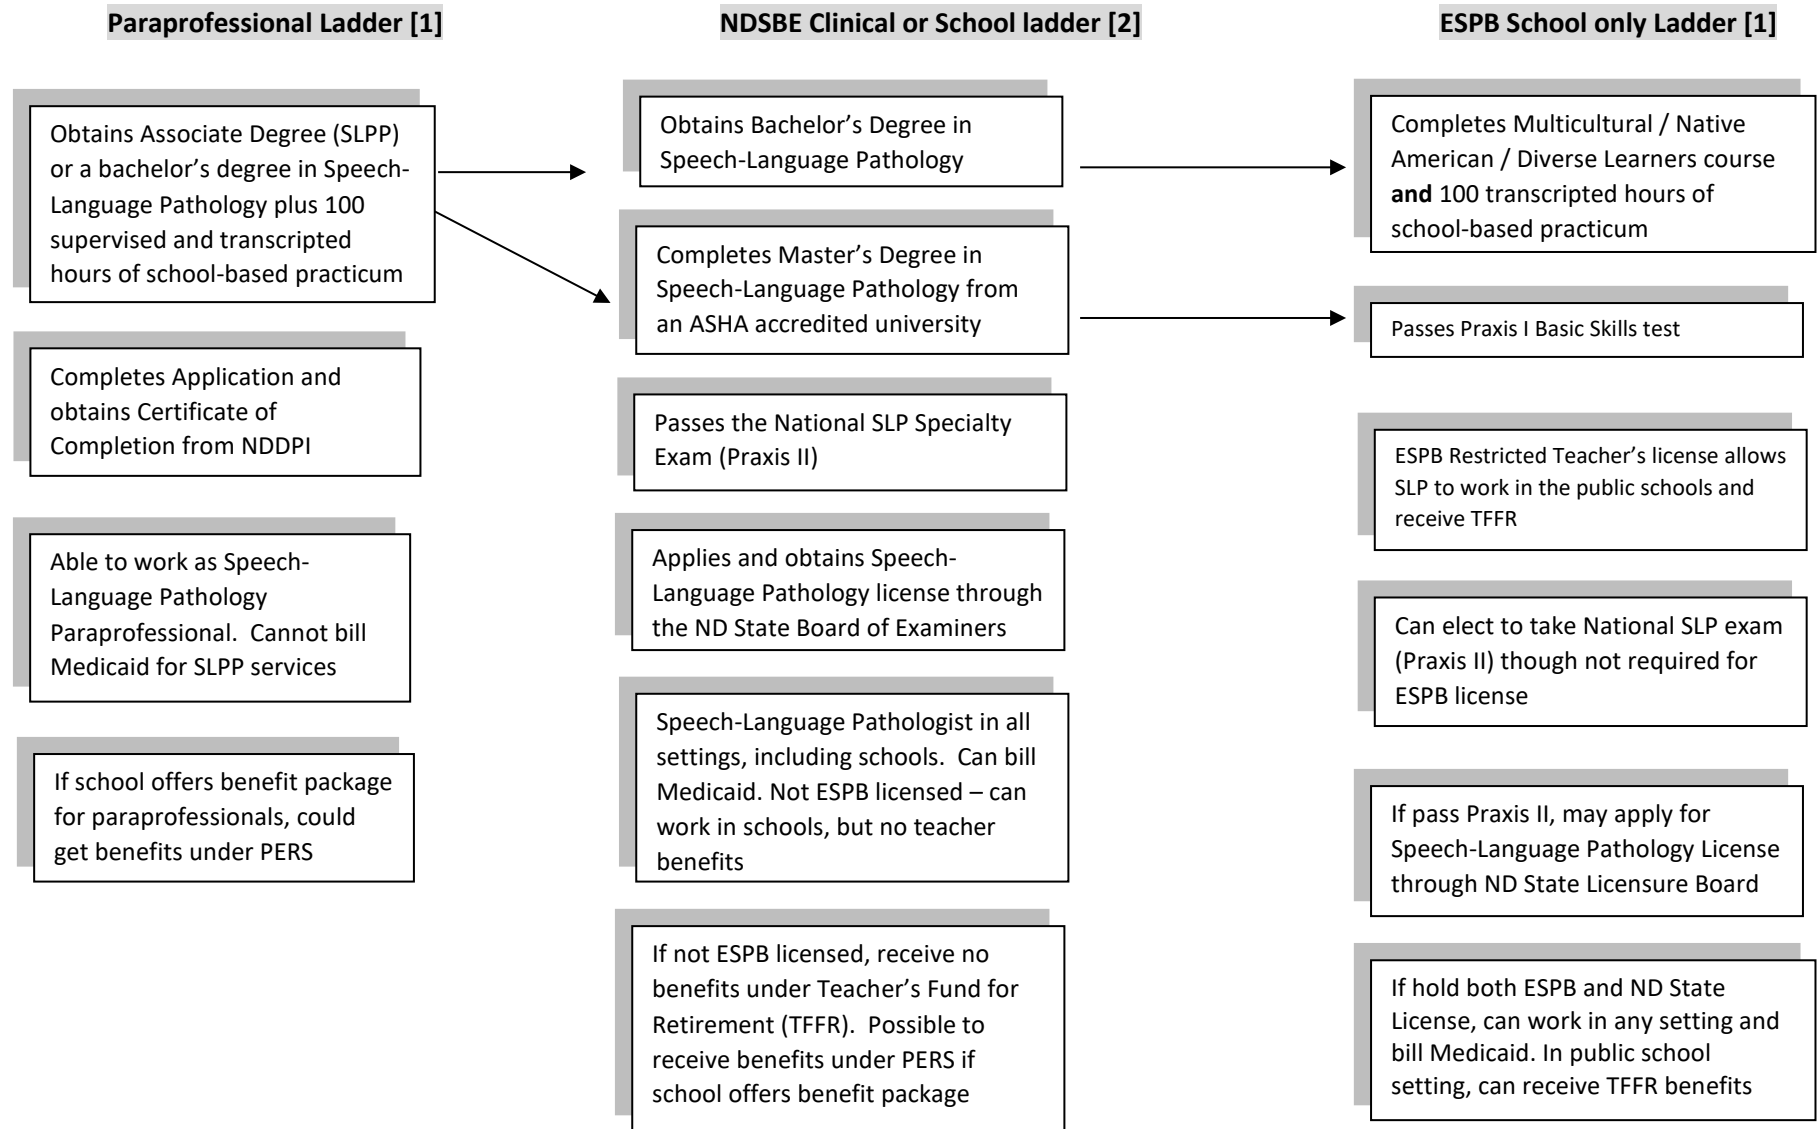 Paraprofessional Ladder [1]
Obtains Associate Degree (SLPP)
or a bachelor’s degree in Speech-
Language Pathology plus 100
supervised and transcripted
hours of school-based practicum
Completes Application and
obtains Certificate of
Completion from NDDPI
Able to work as Speech-
Language Pathology
Paraprofessional.  Cannot bill
Medicaid for SLPP services
If school offers benefit package
for paraprofessionals, could
get benefits under PERS
NDSBE Clinical or School ladder [2]
Obtains Bachelor’s Degree in
Speech-Language Pathology
Completes Master’s Degree in
Speech-Language Pathology from
an ASHA accredited university
Passes the National SLP Specialty
Exam (Praxis II)
Applies and obtains Speech-
Language Pathology license through
the ND State Board of Examiners
Speech-Language Pathologist in all
settings, including schools.  Can bill
Medicaid. Not ESPB licensed – can
work in schools, but no teacher
benefits
If not ESPB licensed, receive no
benefits under Teacher’s Fund for
Retirement (TFFR).  Possible to
receive benefits under PERS if
school offers benefit package
ESPB School only Ladder [1]
Completes Multicultural / Native
American / Diverse Learners course
and 100 transcripted hours of
school-based practicum
Passes Praxis I Basic Skills test
ESPB Restricted Teacher’s license allows
SLP to work in the public schools and
receive TFFR
Can elect to take National SLP exam
(Praxis II) though not required for
ESPB license
If pass Praxis II, may apply for
Speech-Language Pathology License
through ND State Licensure Board
If hold both ESPB and ND State
License, can work in any setting and
bill Medicaid. In public school
setting, can receive TFFR benefits